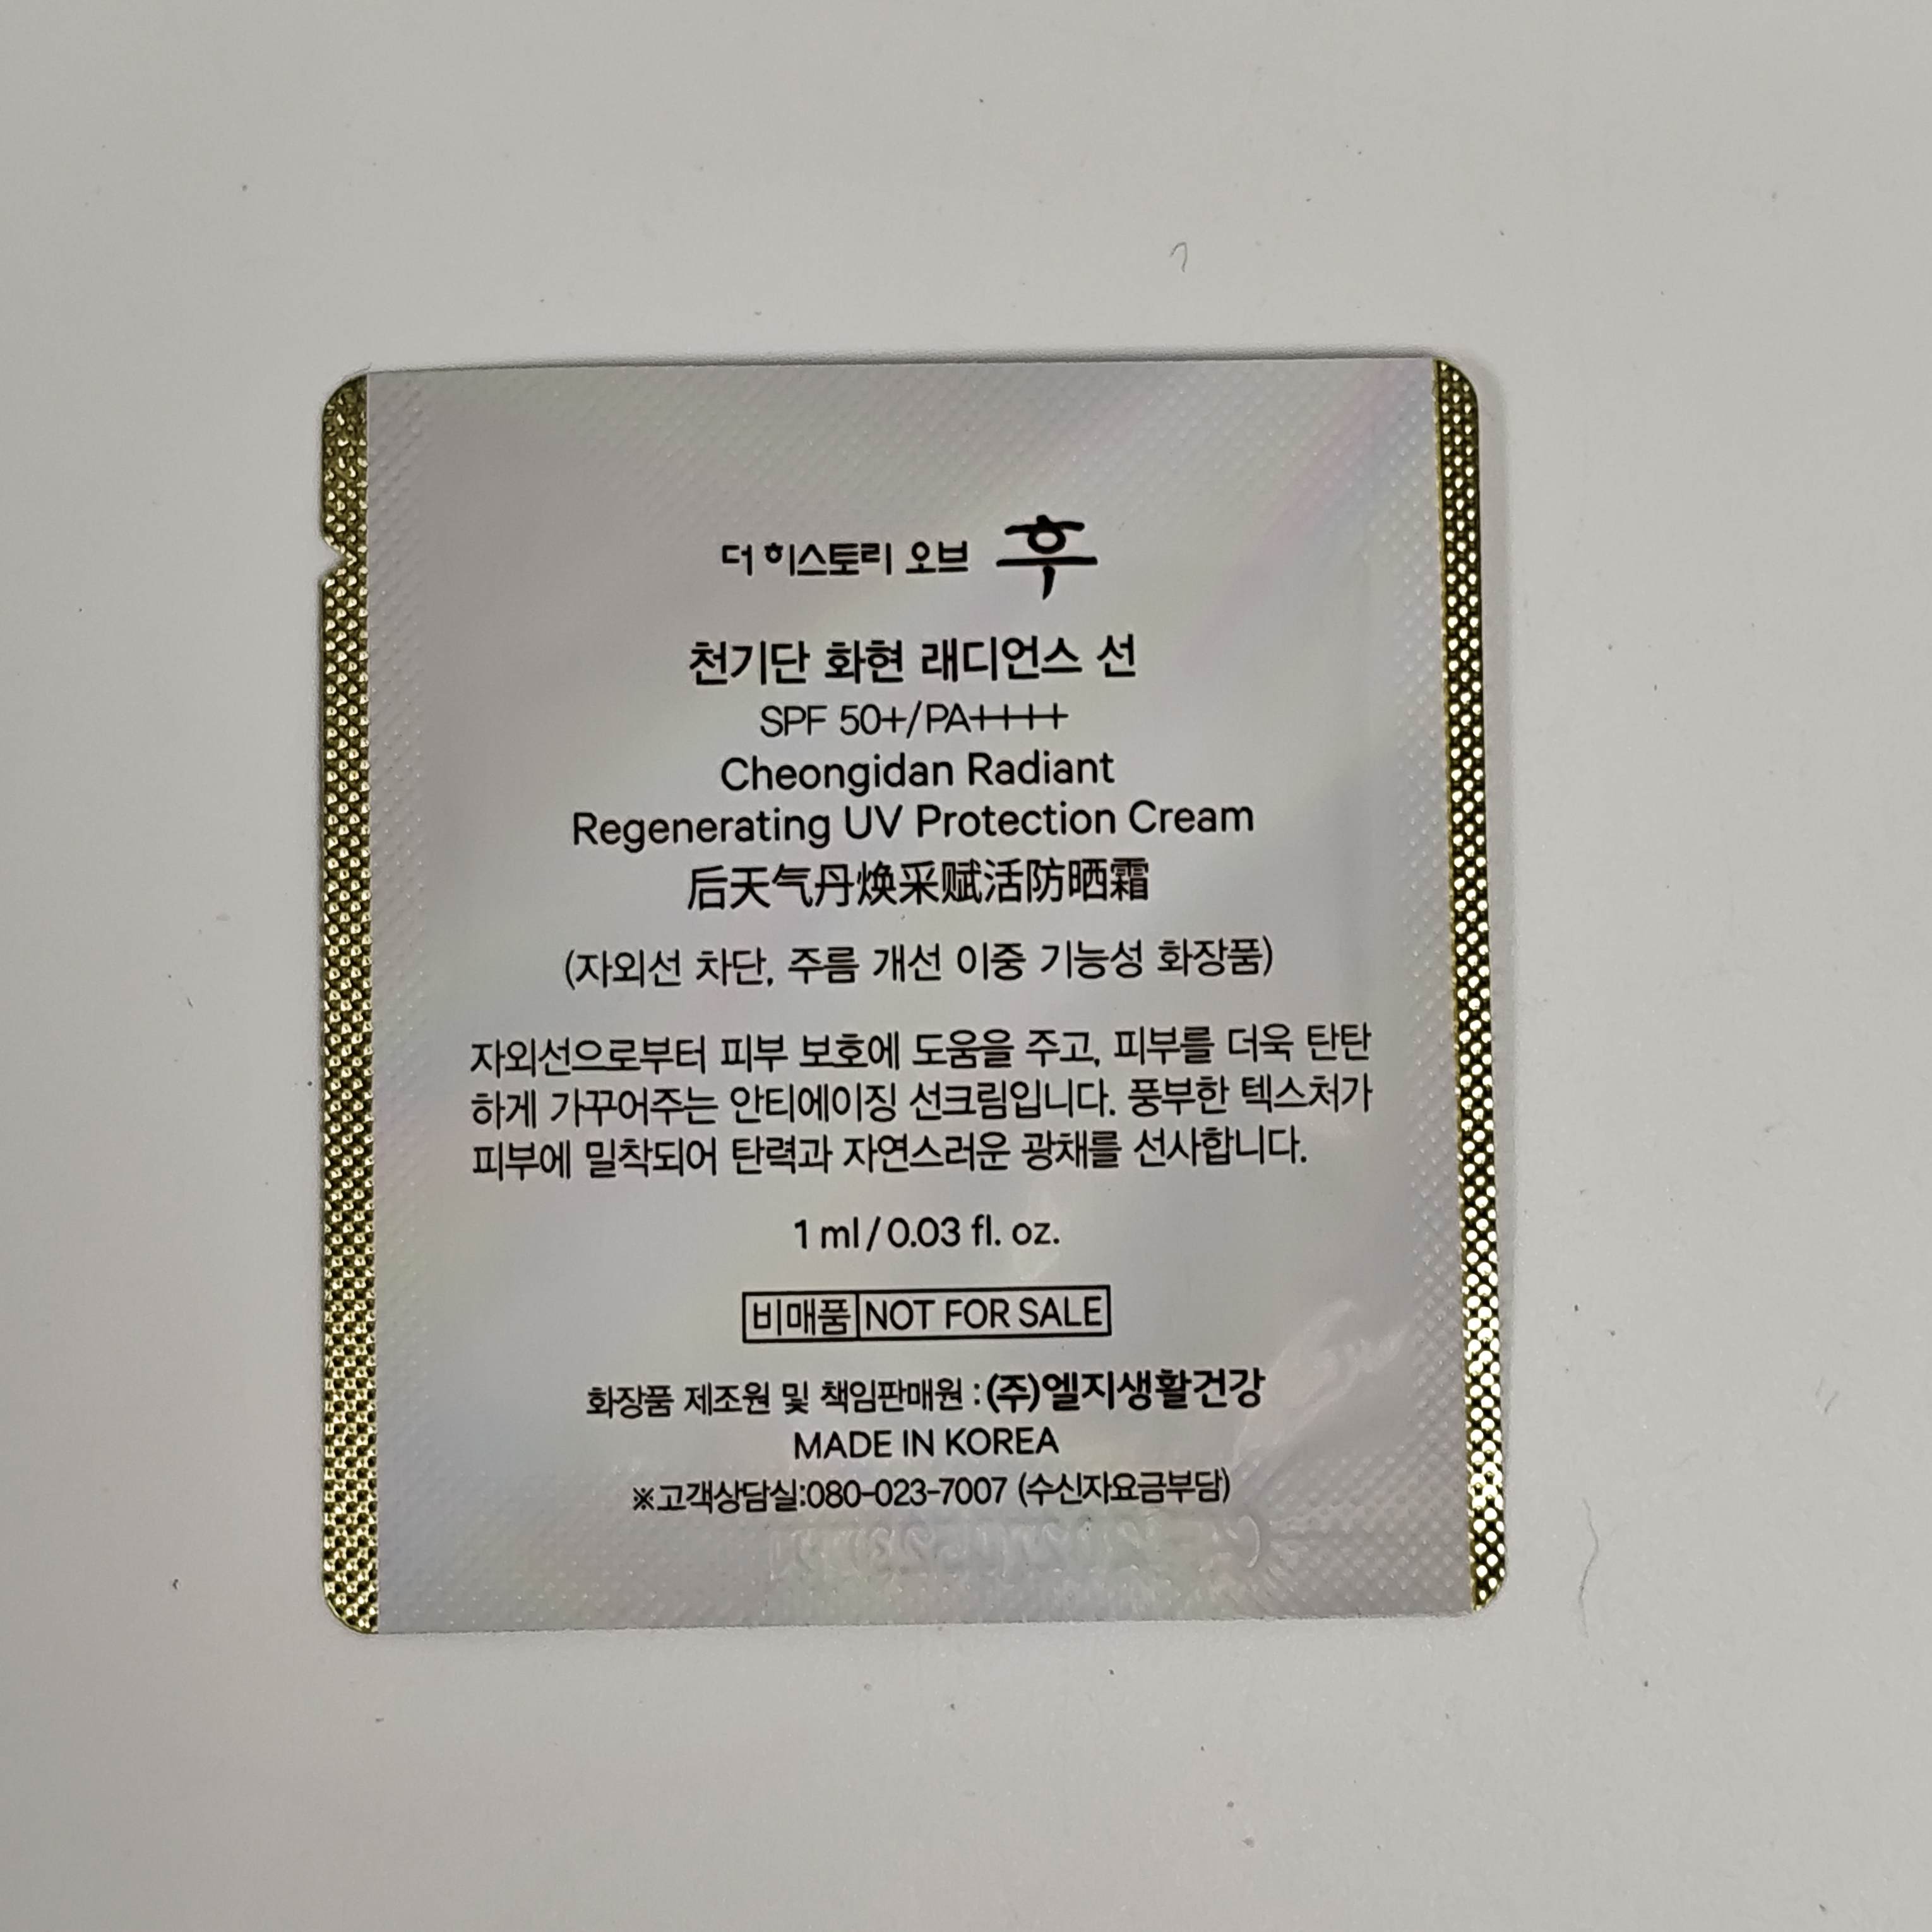 더 히스토리 오브 후
천기단 화현 래디언스 선
SPF 50+/PA++++
Cheongidan Radiant
Regenerating UV Protection Cream
后天气丹焕采赋活防晒霜
(자외선 차단, 주름 개선 이중 기능성 화장품)
자외선으로부터 피부 보호에 도움을 주고, 피부를 더욱 탄탄
하게 가꾸어주는 안티에이징 선크림입니다. 풍부한 텍스처가
피부에 밀착되어 탄력과 자연스러운 광채를 선사합니다.
1 ml / 0.03 fl. oz.
비매품 NOT FOR SALE
화장품 제조원 및 책임판매원 : (주)엘지생활건강
MADE IN KOREA
※고객상담실:080-023-7007 (수신자요금부담)